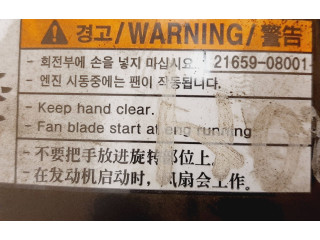 ⚠ 경고/WARNING/警告
- 회전부에 손을 넣지 마십시오 21659-08001
- 엔진 시동중에는 팬이 작동됩니다.
- Keep hand clear.
- Fan blade start at eng running
- 不要把手放进旋转部位上。
- 在发动机启动时，风扇会工作。